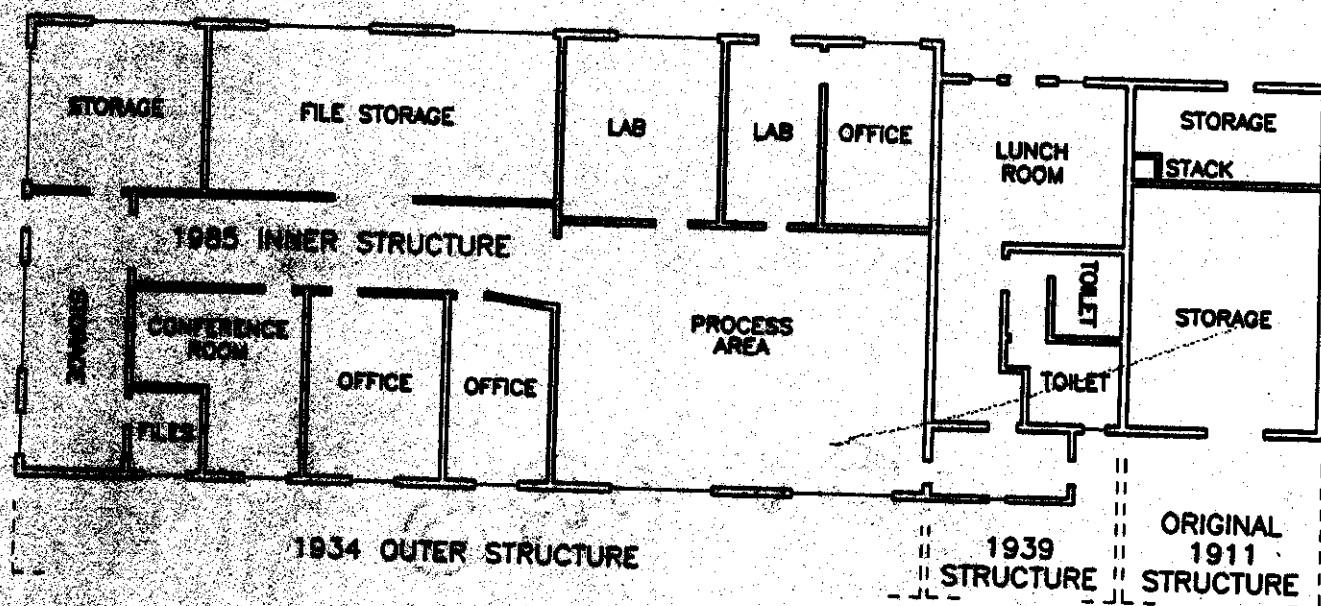 STORAGE
FILE STORAGE
LAB
LAB
OFFICE
LUNCH
ROOM
STORAGE
STACK
1985 INNER STRUCTURE
STORAGE
CONFERENCE
ROOM
OFFICE
OFFICE
PROCESS
AREA
TOILET
STORAGE
TOILET
FILES
1934 OUTER STRUCTURE
1939
STRUCTURE
ORIGINAL
1911
STRUCTURE